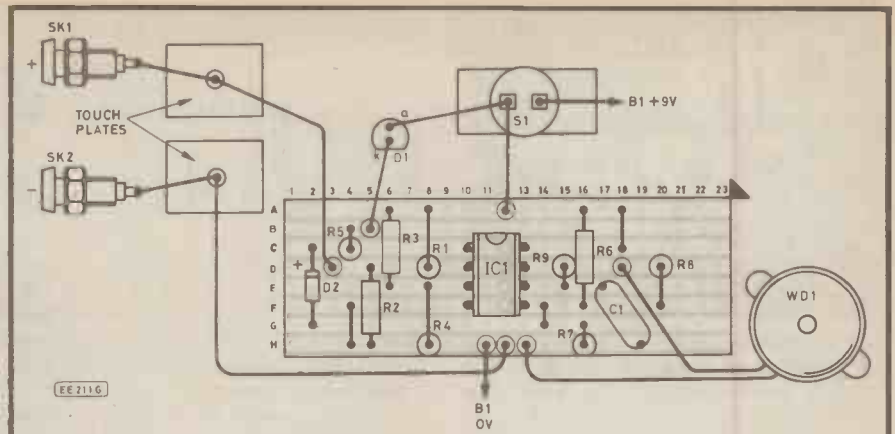 SK1
+
TOUCH
PLATES
SK2
-
a
k
D1
S1
B1 +9V
1 2 3 4 5 6 7 8 9 10 11 13 14 15 16 17 18 19 20 21 22 23
A
B
C
D
E
F
G
H
R5
R3
R1
+
D2
R2
R4
IC1
R9
R6
R8
C1
R7
WD1
EE211G
B1
0V